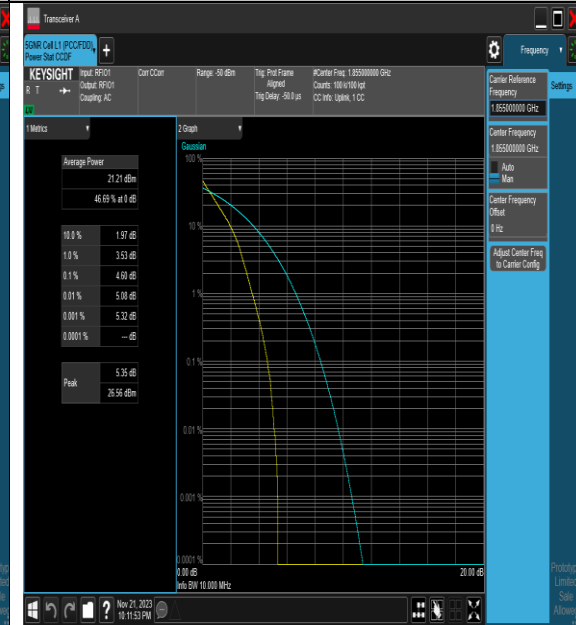 Transceiver A
5GNR Cell L1 (PCC/FDD),
Power Stat CCDF
Frequency
KEYSIGHT
R T
Input: RFIO1
Output: RFIO1
Coupling: AC
Corr CCorr
Range: -50 dBm
Trig: Prot Frame
Aligned
Trig Delay: -50.0 µs
#Center Freq: 1.855000000 GHz
Counts: 100 k/100 kpt
CC Info: Uplink, 1 CC
1 Metrics
Average Power
21.21 dBm
46.69 % at 0 dB
10.0 % 1.97 dB
1.0 % 3.53 dB
0.1 % 4.60 dB
0.01 % 5.08 dB
0.001 % 5.32 dB
0.0001 % --- dB
Peak
5.35 dB
26.56 dBm
2 Graph
Gaussian
100 %
10 %
1 %
0.1 %
0.01 %
0.001 %
0.0001 %
0.00 dB
20.00 dB
Info BW 10.000 MHz
Carrier Reference
Frequency
1.855000000 GHz
Center Frequency
1.855000000 GHz
Auto
Man
Center Frequency
Offset
0 Hz
Adjust Center Freq
to Carrier Config
Settings
Nov 21, 2023
10:11:53 PM